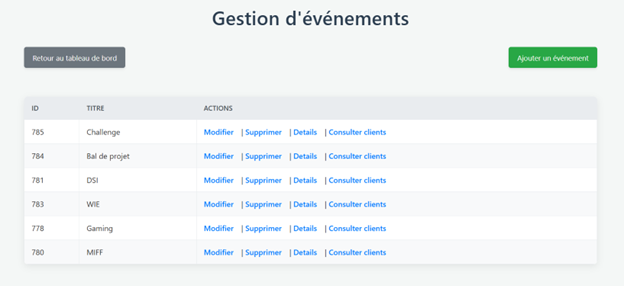 Gestion d'événements
Retour au tableau de bord Ajouter un événement
ID TITRE ACTIONS
785 Challenge Modifier | Supprimer | Details | Consulter clients
784 Bal de projet Modifier | Supprimer | Details | Consulter clients
781 DSI Modifier | Supprimer | Details | Consulter clients
783 WIE Modifier | Supprimer | Details | Consulter clients
778 Gaming Modifier | Supprimer | Details | Consulter clients
780 MIFF Modifier | Supprimer | Details | Consulter clients